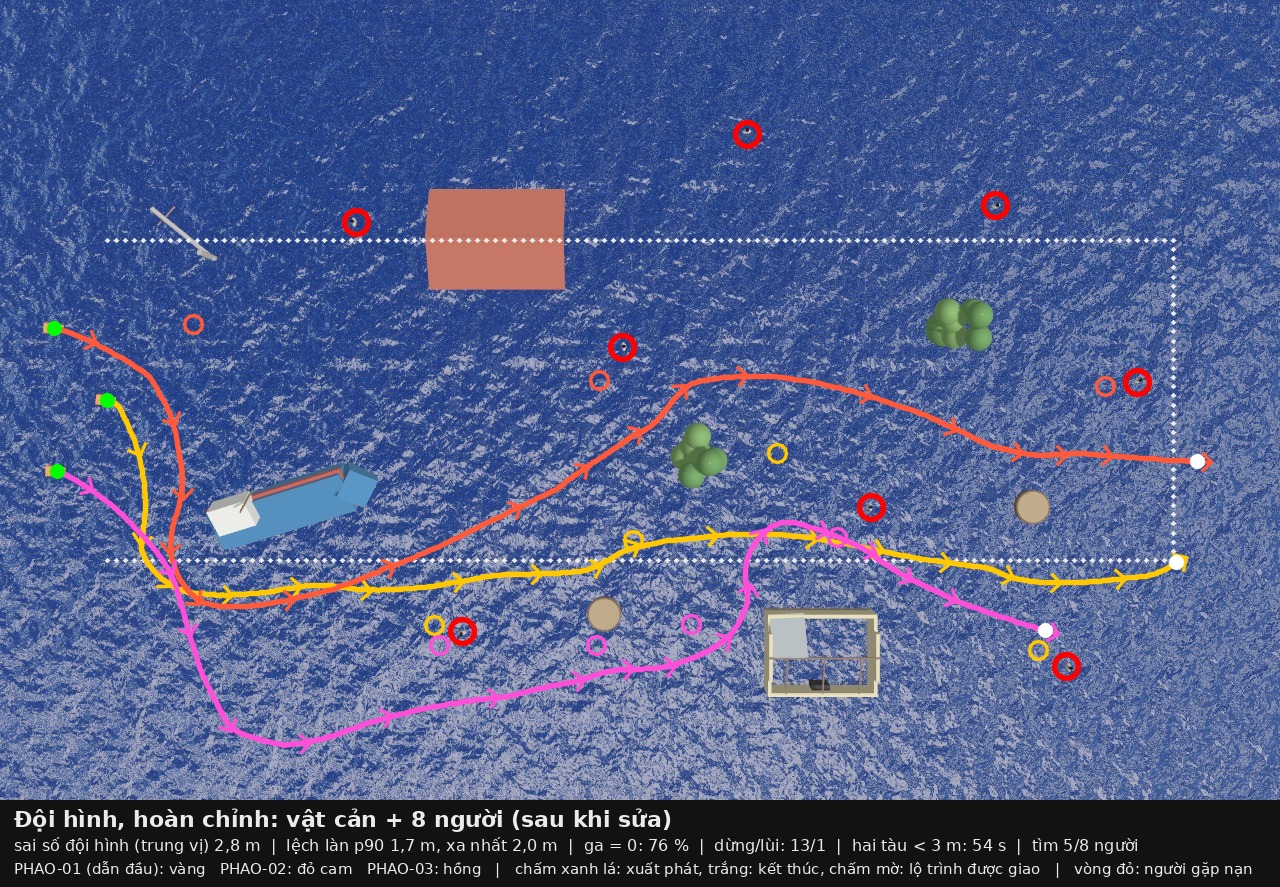 Đội hình, hoàn chỉnh: vật cản + 8 người (sau khi sửa)
sai số đội hình (trung vị) 2,8 m | lệch làn p90 1,7 m, xa nhất 2,0 m | ga = 0: 76 % | dừng/lùi: 13/1 | hai tàu < 3 m: 54 s | tìm 5/8 người
PHAO-01 (dẫn đầu): vàng PHAO-02: đỏ cam PHAO-03: hồng | chấm xanh lá: xuất phát, trắng: kết thúc, chấm mờ: lộ trình được giao | vòng đỏ: người gặp nạn